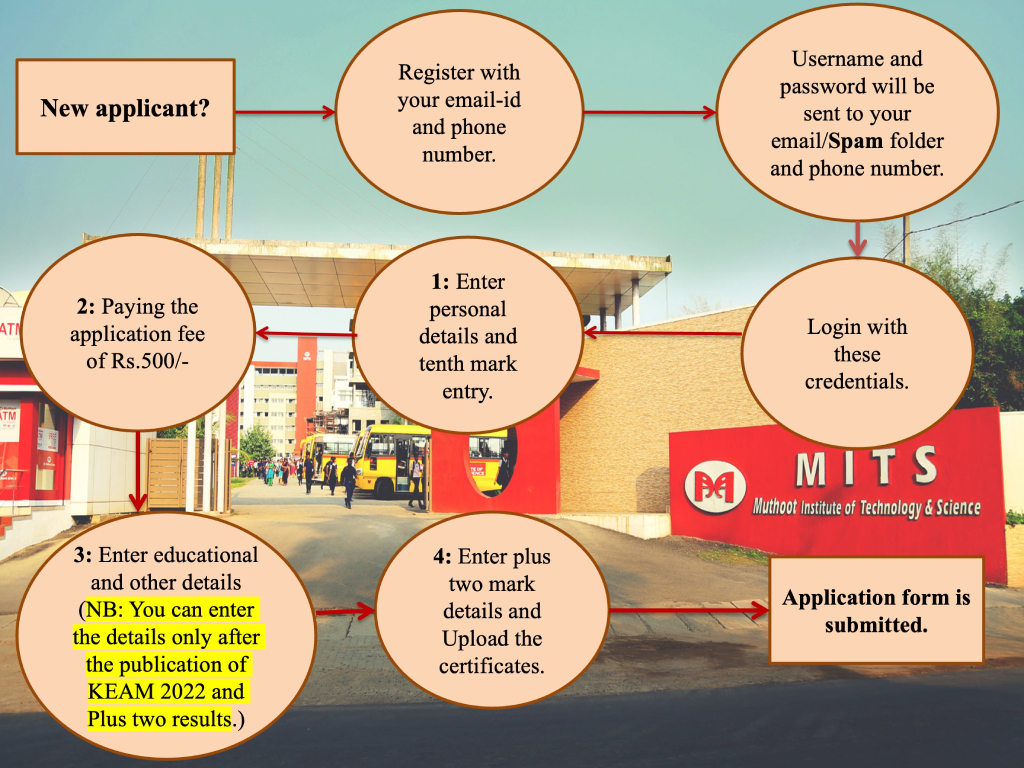 New applicant?
Register with
your email-id
and phone
number.
Username and
password will be
sent to your
email/Spam folder
and phone number.
Login with
these
credentials.
1: Enter
personal
details and
tenth mark
entry.
2: Paying the
application fee
of Rs.500/-
3: Enter educational
and other details
(NB: You can enter
the details only after
the publication of
KEAM 2022 and
Plus two results.)
4: Enter plus
two mark
details and
Upload the
certificates.
Application form is
submitted.
MITS
Muthoot Institute of Technology & Science
ATM
ATM